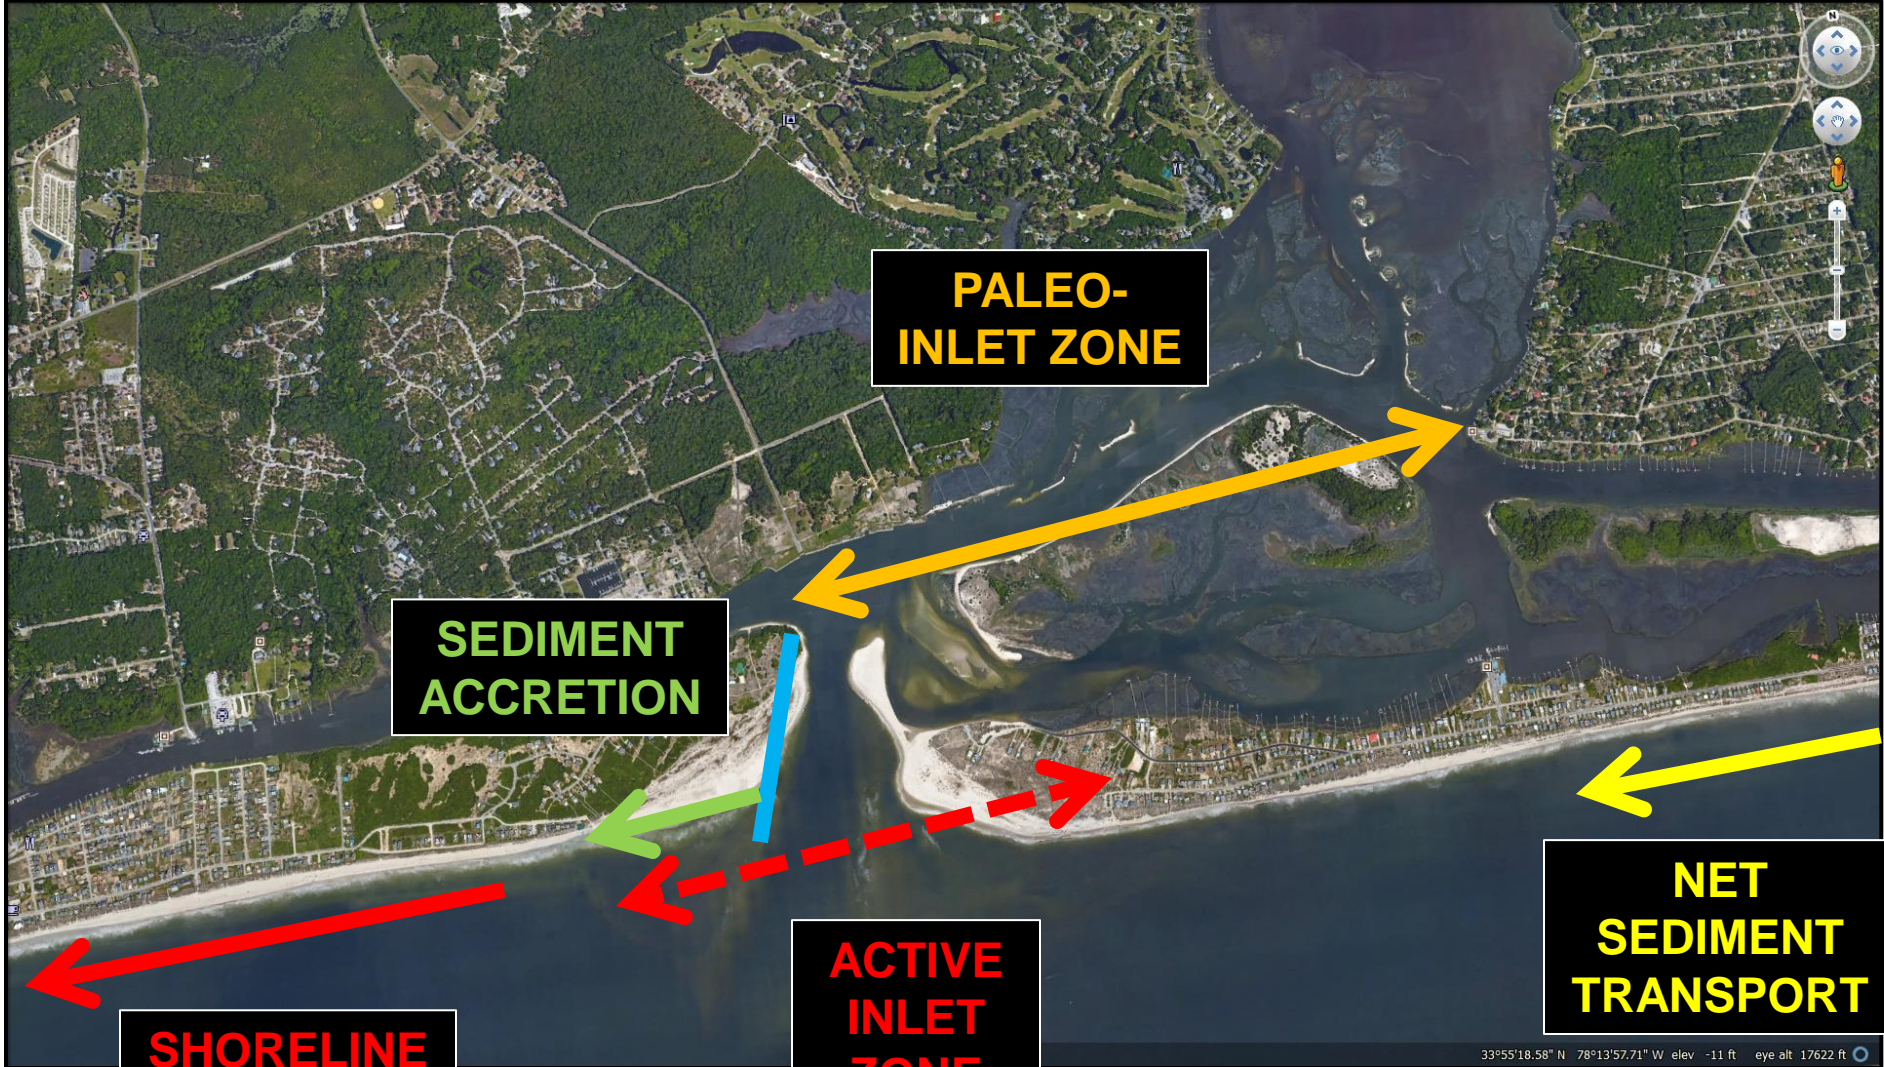 PALEO-
INLET ZONE
SEDIMENT
ACCRETION
NET
SEDIMENT
TRANSPORT
ACTIVE
INLET
ZONE
SHORELINE
N
33°55'18.58" N 78°13'57.71" W elev -11 ft eye alt 17622 ft